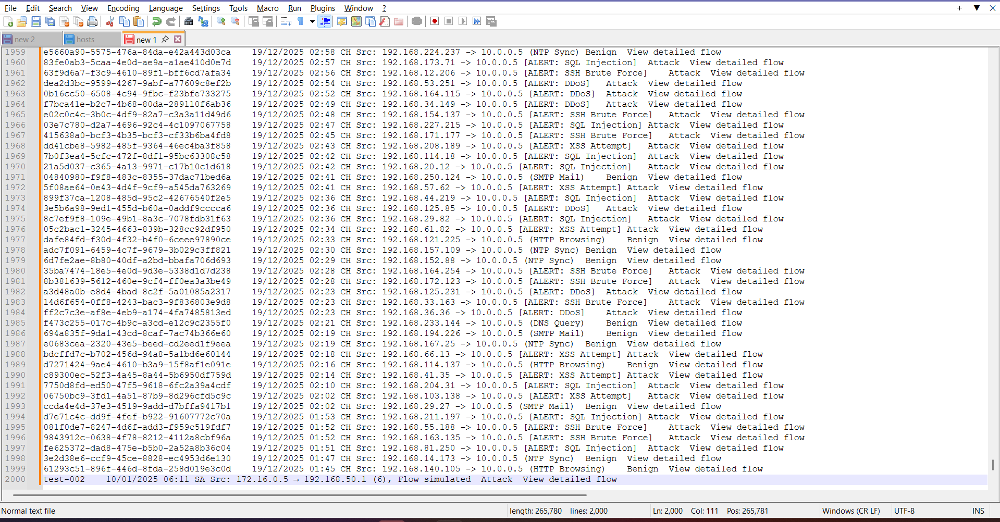 File Edit Search View Encoding Language Settings Tools Macro Run Plugins Window ? + ▼ ✕
new 2 hosts new 1
1959 e5660a90-5575-476a-84da-e42a443d03ca 19/12/2025 02:58 CH Src: 192.168.224.237 -> 10.0.0.5 (NTP Sync) Benign View detailed flow
1960 83fe0ab3-5caa-4e0d-ae9a-a1ae410d0e7d 19/12/2025 02:57 CH Src: 192.168.173.71 -> 10.0.0.5 [ALERT: SQL Injection] Attack View detailed flow
1961 63f9d6a7-f3c9-4610-89f1-bff6cd7afa34 19/12/2025 02:56 CH Src: 192.168.12.206 -> 10.0.0.5 [ALERT: SSH Brute Force] Attack View detailed flow
1962 dea2d3bc-9599-4267-9abf-a77609c8ef2b 19/12/2025 02:54 CH Src: 192.168.53.251 -> 10.0.0.5 [ALERT: DDoS] Attack View detailed flow
1963 0b16cc50-6508-4c94-9fbc-f23bfe733275 19/12/2025 02:52 CH Src: 192.168.164.115 -> 10.0.0.5 [ALERT: DDoS] Attack View detailed flow
1964 f7bca41e-b2c7-4b68-80da-289110f6ab36 19/12/2025 02:49 CH Src: 192.168.34.149 -> 10.0.0.5 [ALERT: DDoS] Attack View detailed flow
1965 e02c0c4c-3b0c-4df9-82a7-c3a3a11d49d6 19/12/2025 02:48 CH Src: 192.168.154.137 -> 10.0.0.5 [ALERT: SSH Brute Force] Attack View detailed flow
1966 03e7c780-d2a7-4696-92c4-4c1097067758 19/12/2025 02:47 CH Src: 192.168.227.215 -> 10.0.0.5 [ALERT: SQL Injection] Attack View detailed flow
1967 415638a0-bcf3-4b35-bcf3-cf33b6ba4fd8 19/12/2025 02:45 CH Src: 192.168.171.177 -> 10.0.0.5 [ALERT: SSH Brute Force] Attack View detailed flow
1968 dd41cbe8-5982-485f-9364-46ec4ba3f858 19/12/2025 02:43 CH Src: 192.168.208.189 -> 10.0.0.5 [ALERT: XSS Attempt] Attack View detailed flow
1969 7b0f3ea4-5cfc-472f-8df1-95bc63308c58 19/12/2025 02:42 CH Src: 192.168.114.18 -> 10.0.0.5 [ALERT: SQL Injection] Attack View detailed flow
1970 21a5d037-c365-4a13-9971-c17b10c1d618 19/12/2025 02:42 CH Src: 192.168.20.12 -> 10.0.0.5 [ALERT: SQL Injection] Attack View detailed flow
1971 04840980-f9f8-483c-8355-37dac71bed6a 19/12/2025 02:41 CH Src: 192.168.250.124 -> 10.0.0.5 (SMTP Mail) Benign View detailed flow
1972 5f08ae64-0e43-4d4f-9cf9-a545da763269 19/12/2025 02:41 CH Src: 192.168.57.62 -> 10.0.0.5 [ALERT: XSS Attempt] Attack View detailed flow
1973 899f37ca-1208-485d-95c2-42676540f2e5 19/12/2025 02:36 CH Src: 192.168.44.219 -> 10.0.0.5 [ALERT: SQL Injection] Attack View detailed flow
1974 3e5b6a98-9ed1-455d-b60a-0addf9cccca6 19/12/2025 02:36 CH Src: 192.168.125.85 -> 10.0.0.5 [ALERT: DDoS] Attack View detailed flow
1975 8c7ef9f8-109e-49b1-8a3c-7078fdb31f63 19/12/2025 02:36 CH Src: 192.168.29.82 -> 10.0.0.5 [ALERT: SQL Injection] Attack View detailed flow
1976 05c2bac1-3245-4663-839b-328cc92df950 19/12/2025 02:34 CH Src: 192.168.61.82 -> 10.0.0.5 [ALERT: XSS Attempt] Attack View detailed flow
1977 dafe84fd-f30d-4f32-b4f0-6ceee97890ce 19/12/2025 02:33 CH Src: 192.168.121.225 -> 10.0.0.5 (HTTP Browsing) Benign View detailed flow
1978 adc7f091-6459-4c7f-9679-3b029c3ff821 19/12/2025 02:30 CH Src: 192.168.157.109 -> 10.0.0.5 (NTP Sync) Benign View detailed flow
1979 6d7fe2ae-8b80-40df-a2bd-bbafa706d693 19/12/2025 02:29 CH Src: 192.168.152.88 -> 10.0.0.5 (NTP Sync) Benign View detailed flow
1980 35ba7474-18e5-4e0d-9d3e-5338d1d7d238 19/12/2025 02:28 CH Src: 192.168.164.254 -> 10.0.0.5 [ALERT: SSH Brute Force] Attack View detailed flow
1981 8b381639-5612-460e-9cf4-ff0ea3a3be49 19/12/2025 02:28 CH Src: 192.168.172.123 -> 10.0.0.5 [ALERT: SSH Brute Force] Attack View detailed flow
1982 a3d48a0b-e8d4-4bad-8c2f-5a01085a2317 19/12/2025 02:23 CH Src: 192.168.125.231 -> 10.0.0.5 [ALERT: DDoS] Attack View detailed flow
1983 14d6f654-0ff8-4243-bac3-9f836803e9d8 19/12/2025 02:23 CH Src: 192.168.33.163 -> 10.0.0.5 [ALERT: SSH Brute Force] Attack View detailed flow
1984 ff2c7c3e-af8e-4eb9-a174-4fa7485813ed 19/12/2025 02:23 CH Src: 192.168.36.36 -> 10.0.0.5 [ALERT: DDoS] Attack View detailed flow
1985 f473c255-017c-4b9c-a3cd-e12c9c2355f0 19/12/2025 02:21 CH Src: 192.168.233.144 -> 10.0.0.5 (DNS Query) Benign View detailed flow
1986 694a835f-9da1-43cd-8caf-7ac74b366e60 19/12/2025 02:19 CH Src: 192.168.194.226 -> 10.0.0.5 (SMTP Mail) Benign View detailed flow
1987 e0683cea-2320-43e5-beed-cd2eed1f9eea 19/12/2025 02:19 CH Src: 192.168.167.25 -> 10.0.0.5 (NTP Sync) Benign View detailed flow
1988 bdcffd7c-b702-456d-94a8-5a1bd6e60144 19/12/2025 02:18 CH Src: 192.168.66.13 -> 10.0.0.5 [ALERT: XSS Attempt] Attack View detailed flow
1989 d7271424-9ae4-4610-b3a9-15f8af1e091e 19/12/2025 02:16 CH Src: 192.168.114.137 -> 10.0.0.5 (HTTP Browsing) Benign View detailed flow
1990 c89300ec-52f3-4a45-8a44-5b6950df759d 19/12/2025 02:14 CH Src: 192.168.41.35 -> 10.0.0.5 [ALERT: XSS Attempt] Attack View detailed flow
1991 7750d8fd-ed50-47f5-9618-6fc2a39a4cdf 19/12/2025 02:10 CH Src: 192.168.204.31 -> 10.0.0.5 [ALERT: SQL Injection] Attack View detailed flow
1992 06750bc9-3fd1-4a51-87b9-8d296cfd5c9c 19/12/2025 02:02 CH Src: 192.168.103.138 -> 10.0.0.5 [ALERT: XSS Attempt] Attack View detailed flow
1993 ccda4e4d-37e3-4519-9add-d7bffa9417b1 19/12/2025 02:02 CH Src: 192.168.29.27 -> 10.0.0.5 (SMTP Mail) Benign View detailed flow
1994 d7e71c4c-dd9f-4fef-b922-91607772c70a 19/12/2025 01:53 CH Src: 192.168.211.197 -> 10.0.0.5 [ALERT: SQL Injection] Attack View detailed flow
1995 081f0de7-8247-4d6f-add3-f959c519fdf7 19/12/2025 01:52 CH Src: 192.168.55.188 -> 10.0.0.5 [ALERT: SSH Brute Force] Attack View detailed flow
1996 9843912c-0638-4f78-8212-4112a8cbf96a 19/12/2025 01:52 CH Src: 192.168.163.135 -> 10.0.0.5 [ALERT: SSH Brute Force] Attack View detailed flow
1997 fe625372-dad8-475e-b5b0-2a52a8b36c04 19/12/2025 01:51 CH Src: 192.168.81.250 -> 10.0.0.5 [ALERT: SQL Injection] Attack View detailed flow
1998 3e2d38e6-ccf9-45ce-8828-ec4953d6e130 19/12/2025 01:47 CH Src: 192.168.14.173 -> 10.0.0.5 (NTP Sync) Benign View detailed flow
1999 61293c51-896f-446d-8fda-258d019e3c0d 19/12/2025 01:45 CH Src: 192.168.140.105 -> 10.0.0.5 (HTTP Browsing) Benign View detailed flow
2000 test-002 10/01/2025 06:11 SA Src: 172.16.0.5 → 192.168.50.1 (6), Flow simulated Attack View detailed flow
Normal text file length: 265,780 lines: 2,000 Ln: 2,000 Col: 111 Pos: 265,781 Windows (CR LF) UTF-8 INS